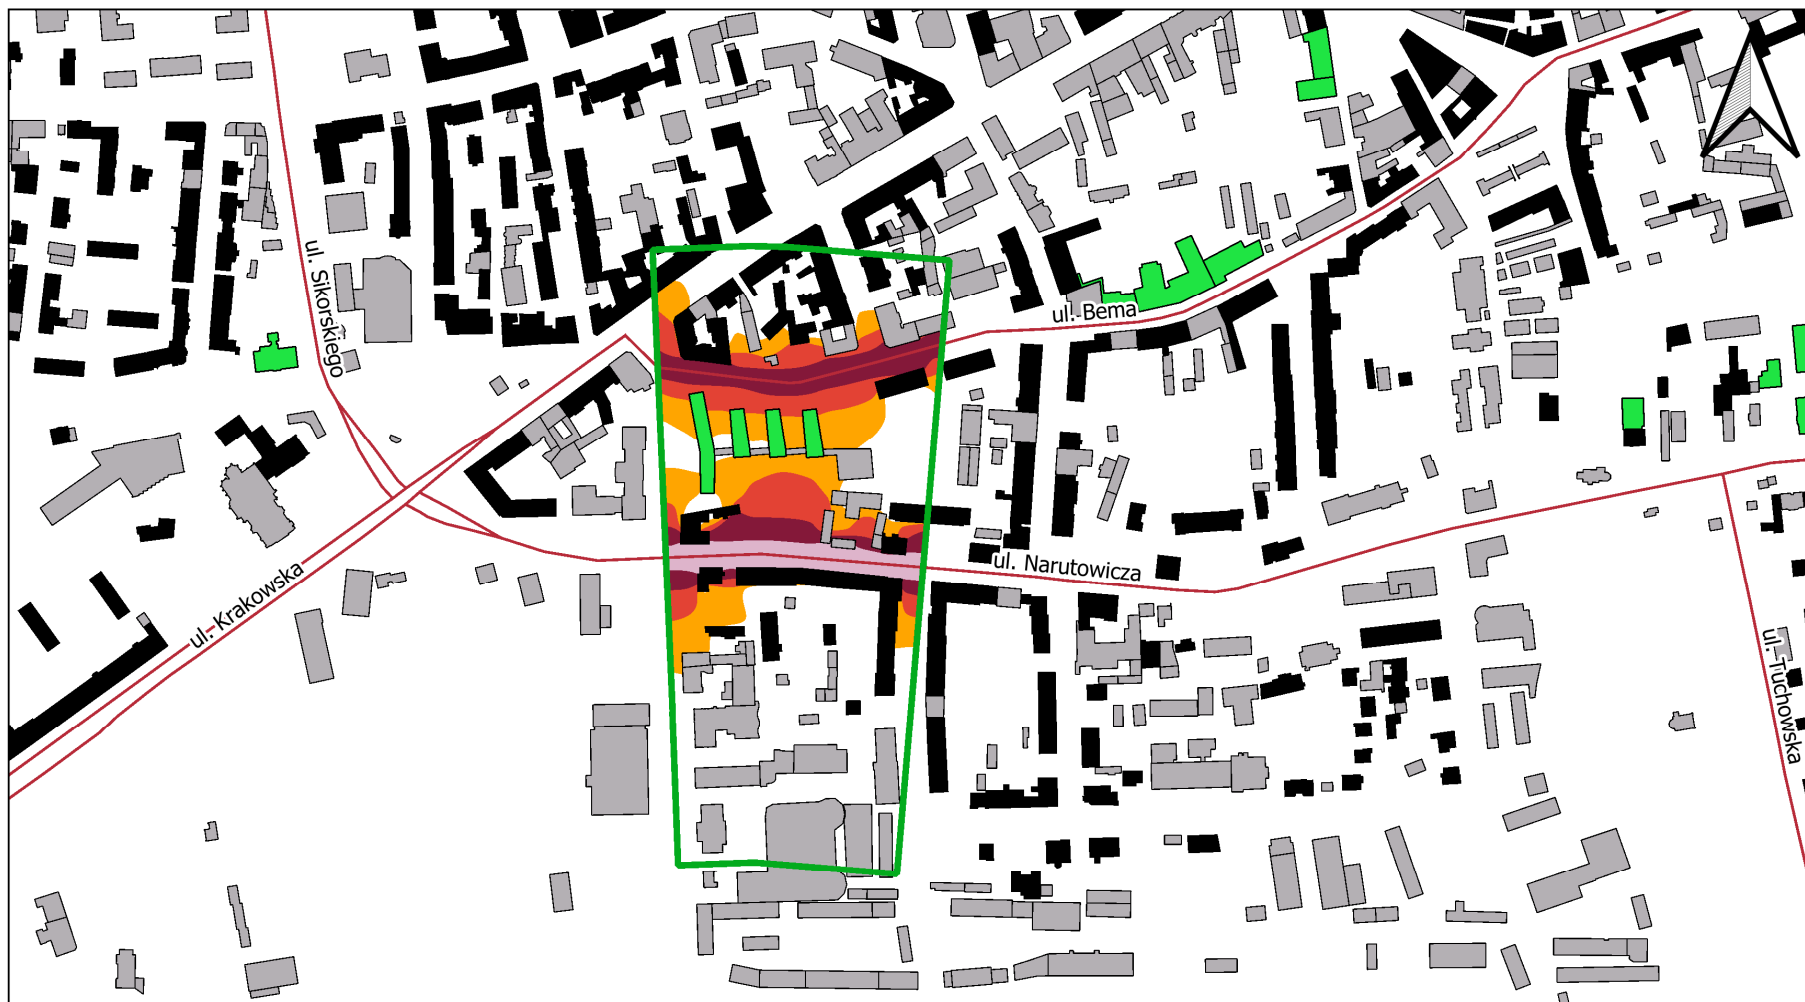 ul. Sikorskiego
ul. Bema
ul. Narutowicza
ul. Krakowska
ul. Tuchowska